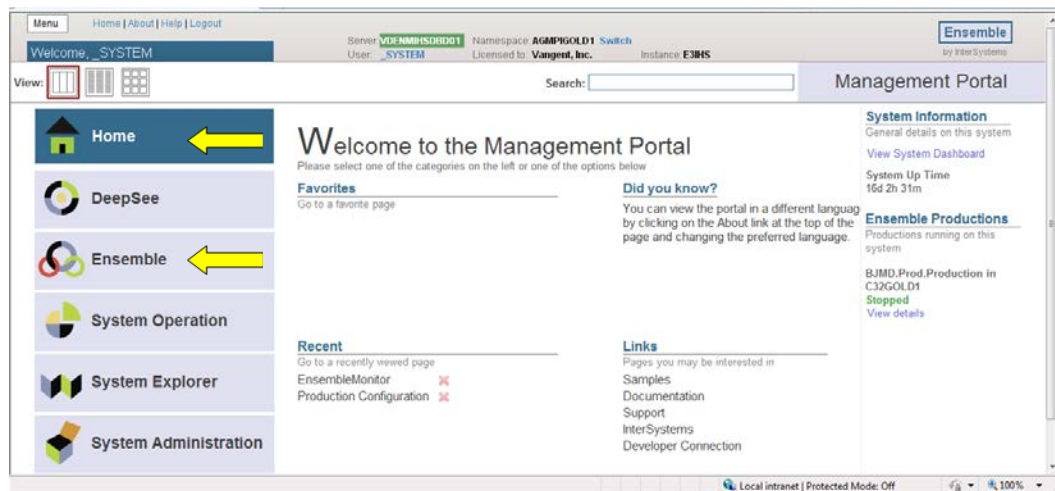 Menu Home | About | Help | Logout
Server: VDENMIHSDBD01 Namespace: AGMPIGOLD1 Switch
User: _SYSTEM Licensed to: Vangent, Inc. Instance: E3IHS
Ensemble
by InterSystems
Welcome, _SYSTEM
View:
Search:
Management Portal
Home
DeepSee
Ensemble
System Operation
System Explorer
System Administration
Welcome to the Management Portal
Please select one of the categories on the left or one of the options below
Favorites
Go to a favorite page
Did you know?
You can view the portal in a different languag
by clicking on the About link at the top of the
page and changing the preferred language.
Recent
Go to a recently viewed page
EnsembleMonitor
Production Configuration
Links
Pages you may be interested in
Samples
Documentation
Support
InterSystems
Developer Connection
System Information
General details on this system
View System Dashboard
System Up Time
16d 2h 31m
Ensemble Productions
Productions running on this
system
BJMD.Prod.Production in
C32GOLD1
Stopped
View details
Local intranet | Protected Mode: Off
100%